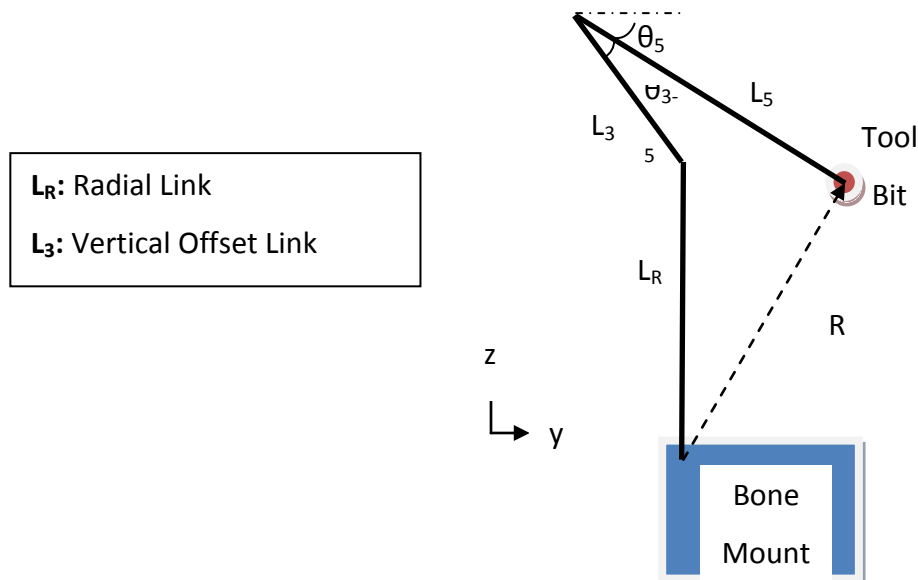 θ5
θ3-
5
L5
L3
Tool
Bit
LR: Radial Link
L3: Vertical Offset Link
LR
R
z
y
Bone
Mount